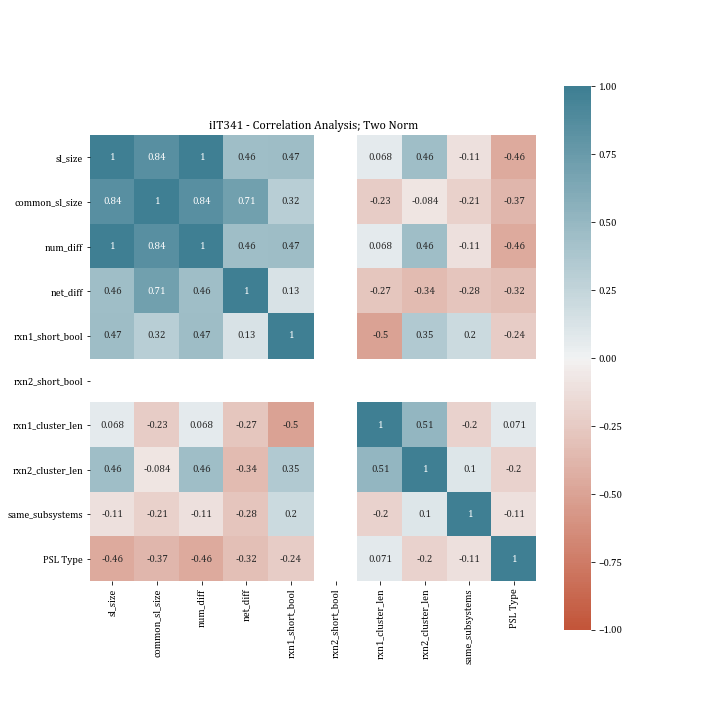 iIT341 - Correlation Analysis; Two Norm
sl_size 1 0.84 1 0.46 0.47 0.068 0.46 -0.11 -0.46
common_sl_size 0.84 1 0.84 0.71 0.32 -0.23 -0.084 -0.21 -0.37
num_diff 1 0.84 1 0.46 0.47 0.068 0.46 -0.11 -0.46
net_diff 0.46 0.71 0.46 1 0.13 -0.27 -0.34 -0.28 -0.32
rxn1_short_bool 0.47 0.32 0.47 0.13 1 -0.5 0.35 0.2 -0.24
rxn2_short_bool
rxn1_cluster_len 0.068 -0.23 0.068 -0.27 -0.5 1 0.51 -0.2 0.071
rxn2_cluster_len 0.46 -0.084 0.46 -0.34 0.35 0.51 1 0.1 -0.2
same_subsystems -0.11 -0.21 -0.11 -0.28 0.2 -0.2 0.1 1 -0.11
PSL Type -0.46 -0.37 -0.46 -0.32 -0.24 0.071 -0.2 -0.11 1
sl_size
common_sl_size
num_diff
net_diff
rxn1_short_bool
rxn2_short_bool
rxn1_cluster_len
rxn2_cluster_len
same_subsystems
PSL Type
1.00
0.75
0.50
0.25
0.00
−0.25
−0.50
−0.75
−1.00